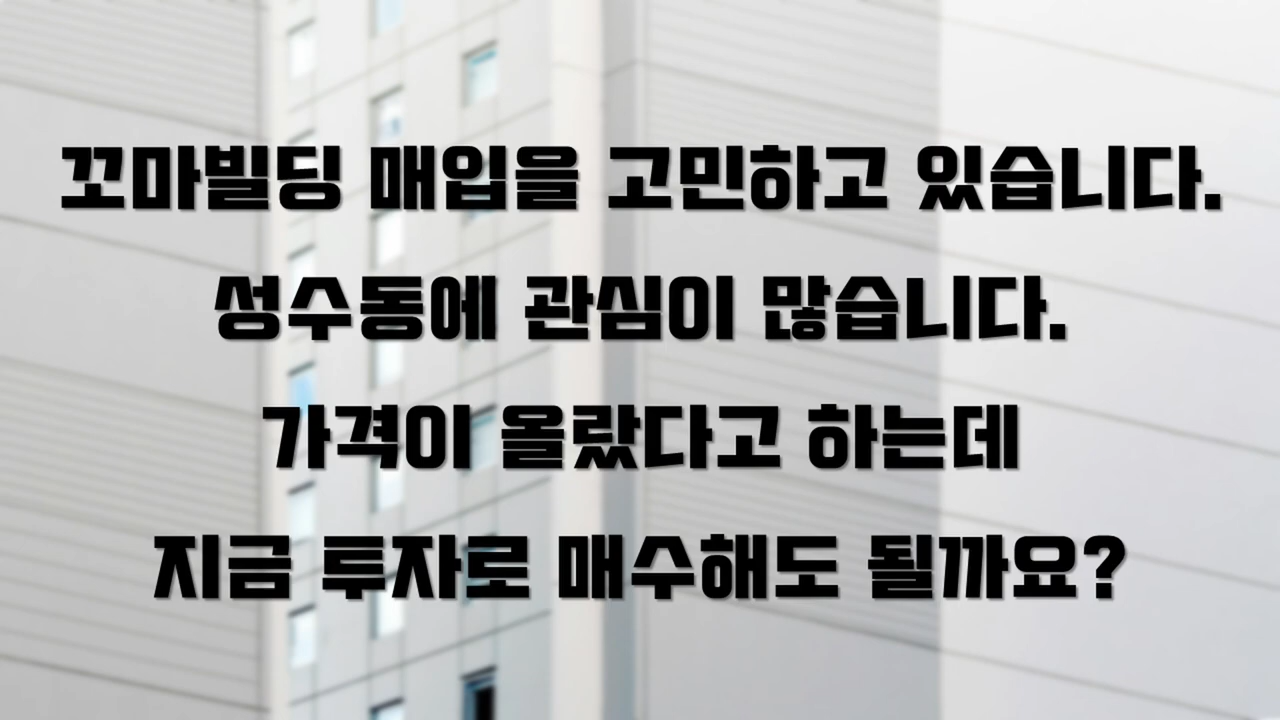 꼬마빌딩 매입을 고민하고 있습니다.
성수동에 관심이 많습니다.
가격이 올랐다고 하는데
지금 투자로 매수해도 될까요?